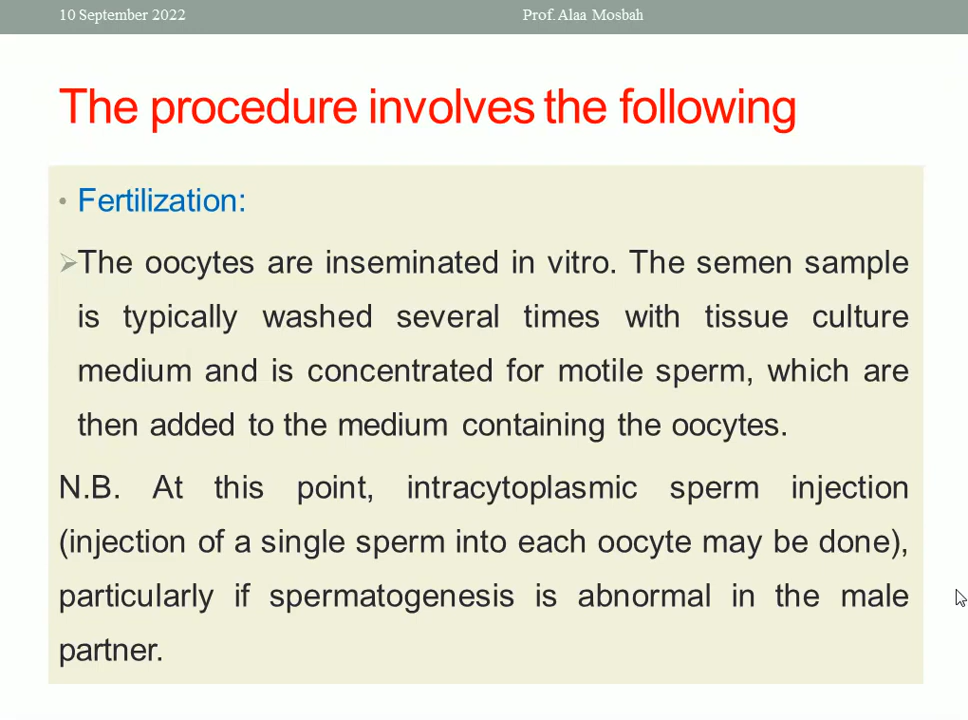 10 September 2022 Prof. Alaa Mosbah
The procedure involves the following
• Fertilization:
➢The oocytes are inseminated in vitro. The semen sample
is typically washed several times with tissue culture
medium and is concentrated for motile sperm, which are
then added to the medium containing the oocytes.
N.B. At this point, intracytoplasmic sperm injection
(injection of a single sperm into each oocyte may be done),
particularly if spermatogenesis is abnormal in the male
partner.